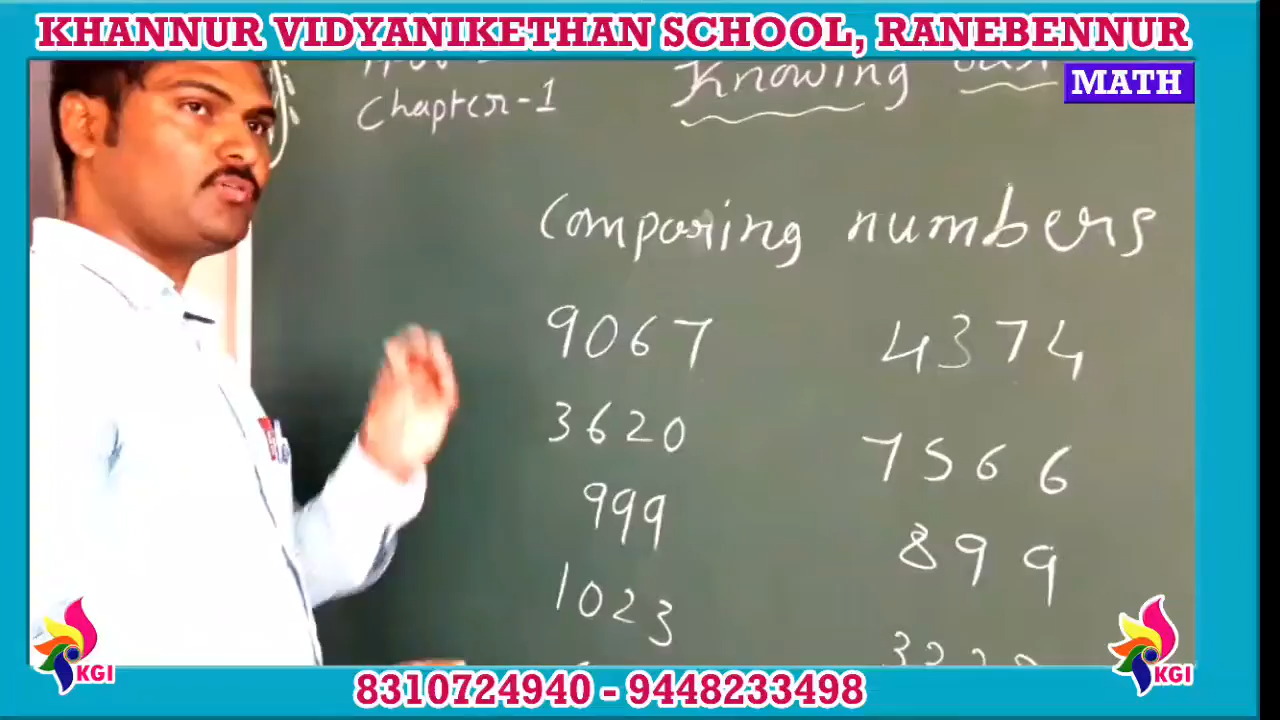 KHANNUR VIDYANIKETHAN SCHOOL, RANEBENNUR
MATH
Knowing
Chapter-1
Comparing numbers
9067 4374
3620 7566
999 899
1023
KGI
KGI
8310724940 - 9448233498